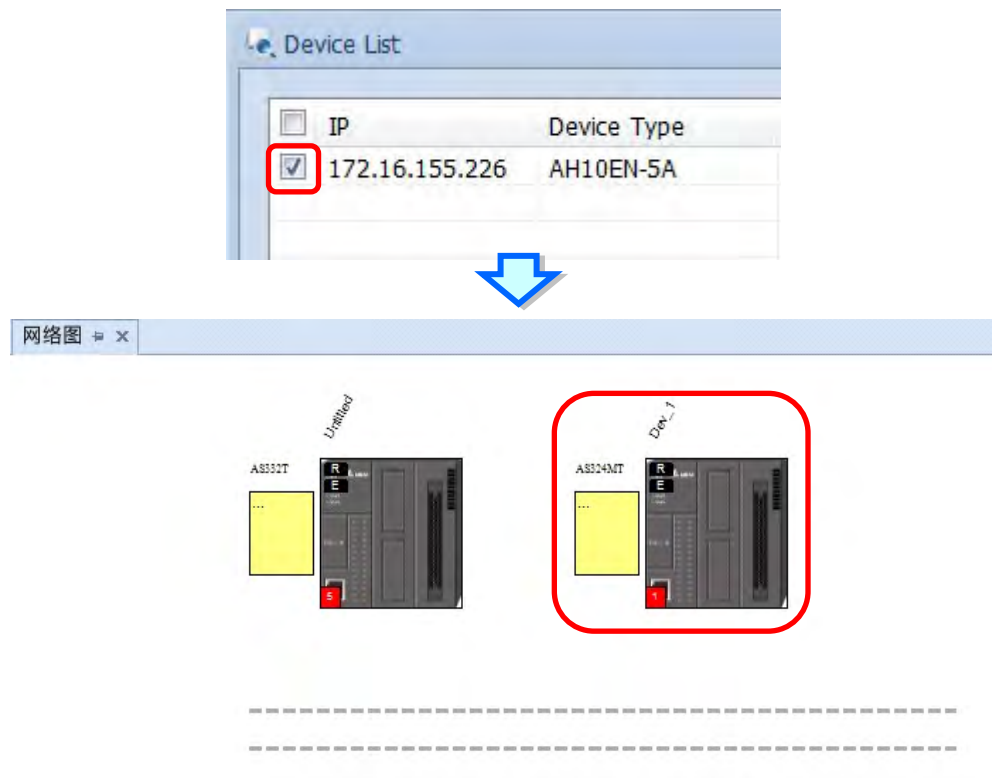 Device List
IP Device Type
172.16.155.226 AH10EN-5A
网络图
Untitled
Dev_1
AS332T
R
E
...
5
AS324MT
R
E
...
1